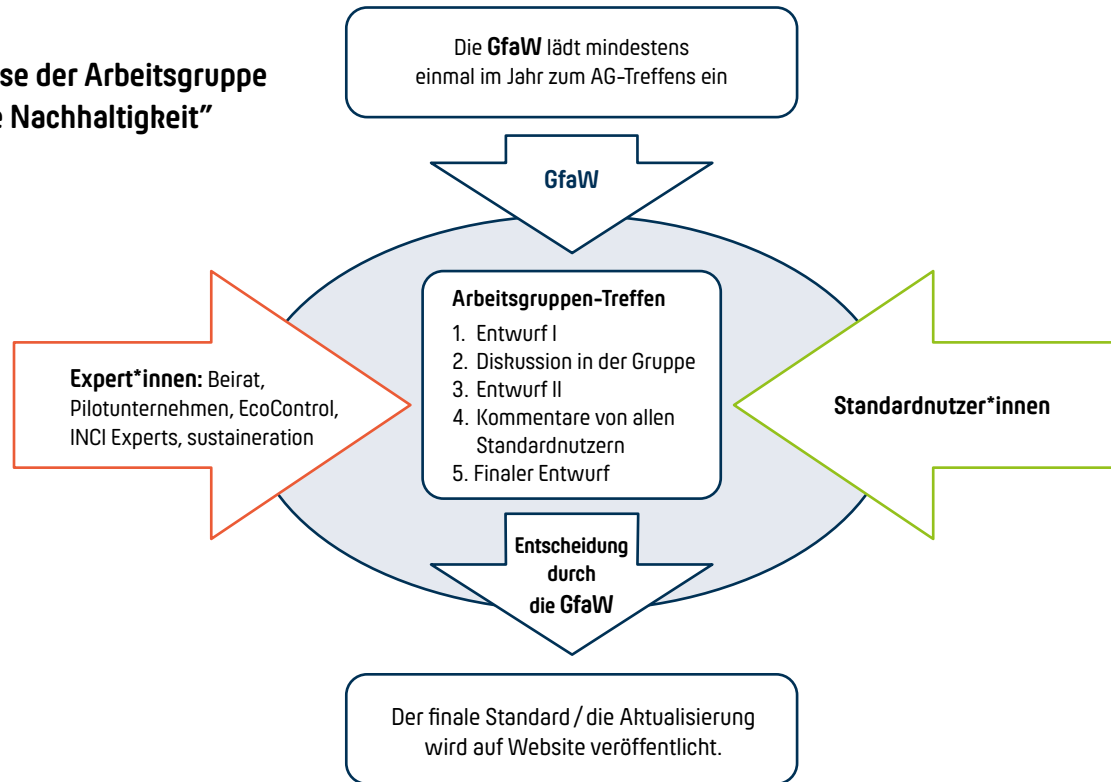 se der Arbeitsgruppe
e Nachhaltigkeit”
Die GfaW lädt mindestens
einmal im Jahr zum AG-Treffens ein
GfaW
Expert*innen: Beirat,
Pilotunternehmen, EcoControl,
INCI Experts, sustaineration
Arbeitsgruppen-Treffen
1. Entwurf I
2. Diskussion in der Gruppe
3. Entwurf II
4. Kommentare von allen
Standardnutzern
5. Finaler Entwurf
Standardnutzer*innen
Entscheidung
durch
die GfaW
Der finale Standard / die Aktualisierung
wird auf Website veröffentlicht.